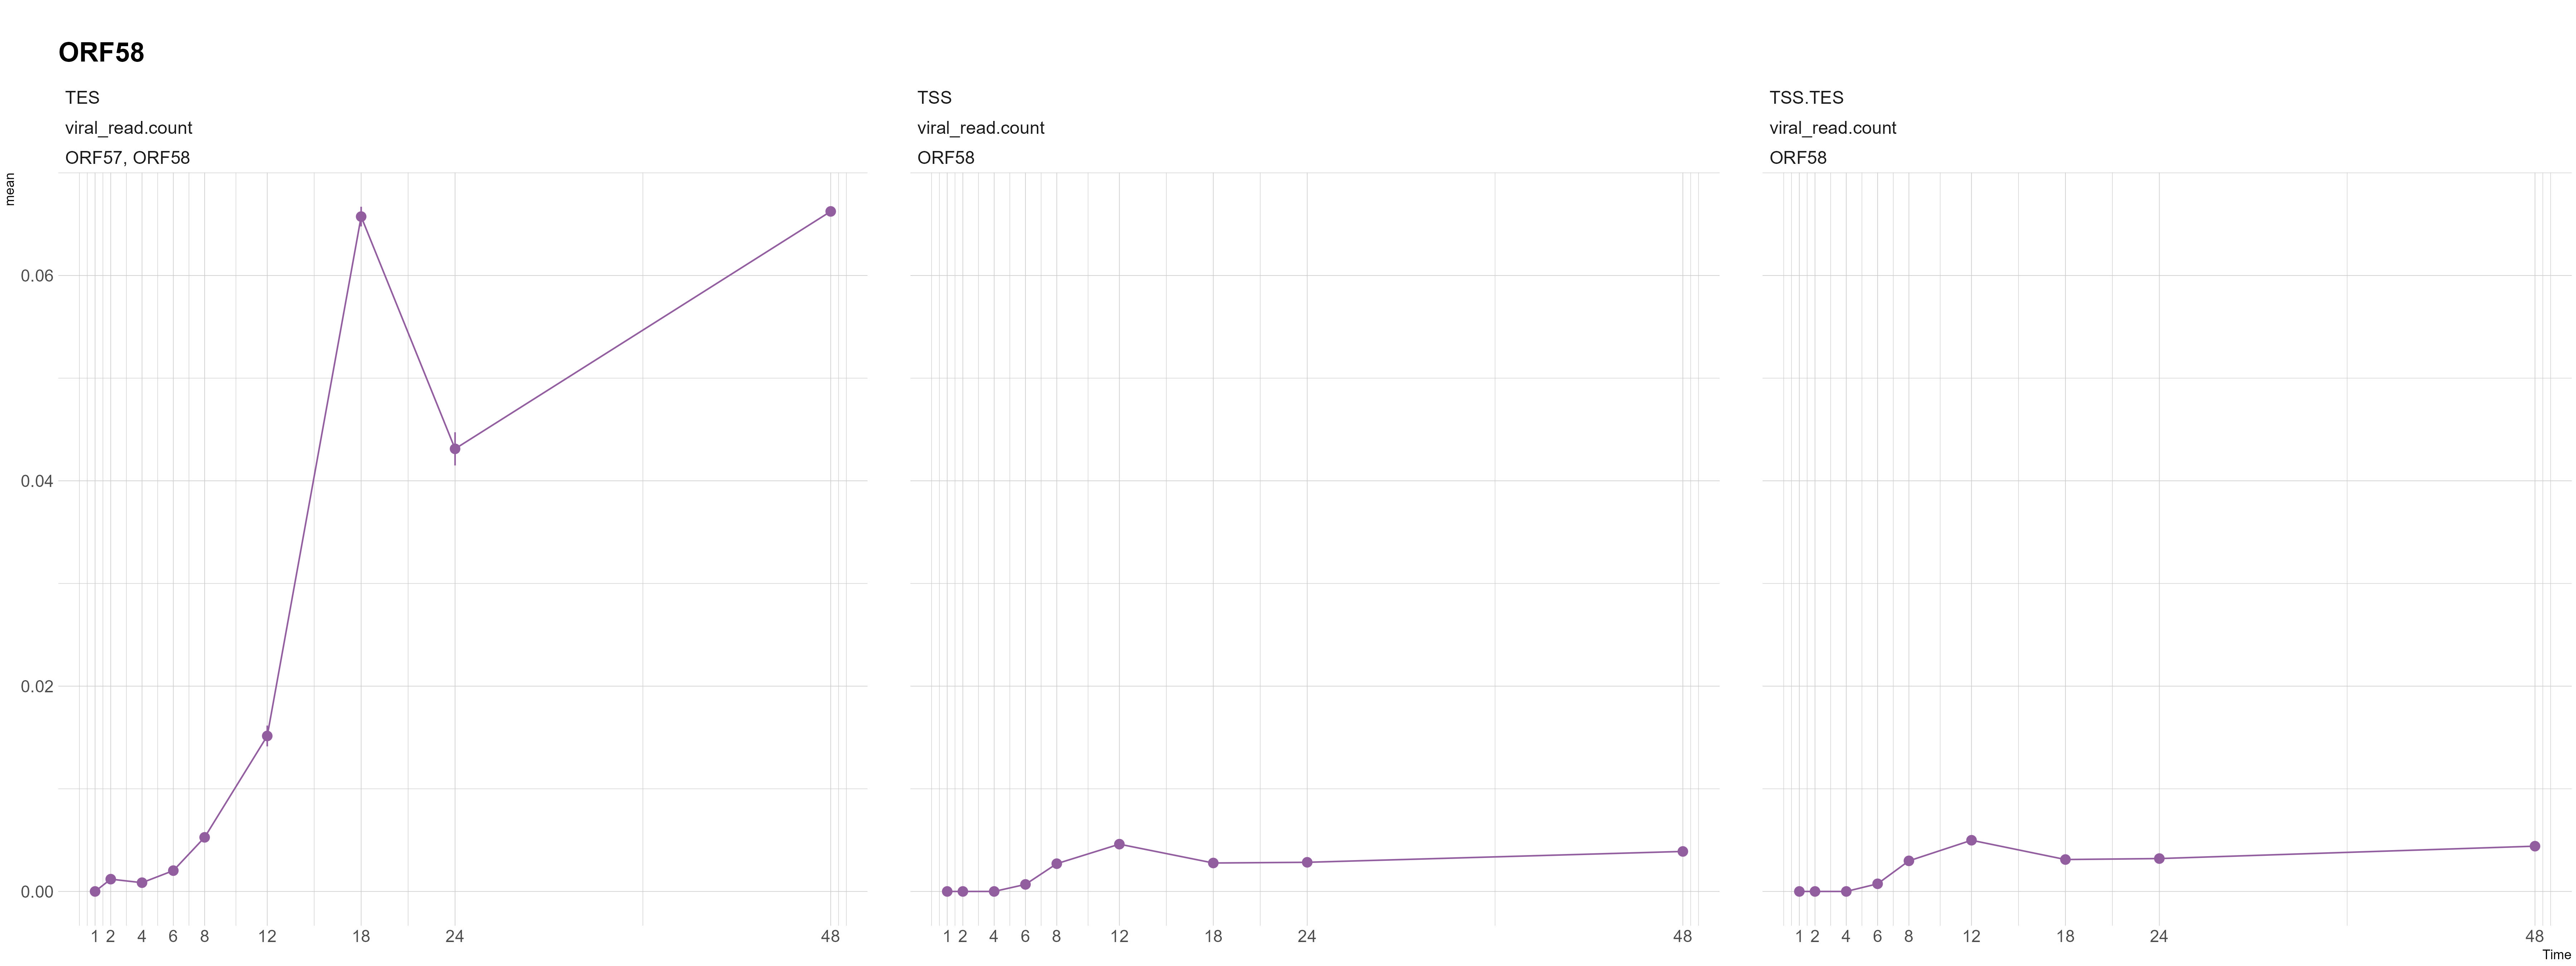 ORF58
TES
viral_read.count
ORF57, ORF58
TSS
viral_read.count
ORF58
TSS.TES
viral_read.count
ORF58
mean
0.06
0.04
0.02
0.00
1 2 4 6 8 12 18 24 48
1 2 4 6 8 12 18 24 48
1 2 4 6 8 12 18 24 48
Time